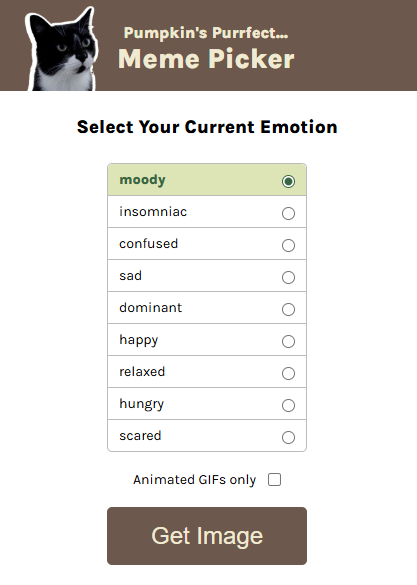 Pumpkin's Purrfect...
Meme Picker
Select Your Current Emotion
moody
insomniac
confused
sad
dominant
happy
relaxed
hungry
scared
Animated GIFs only
Get Image